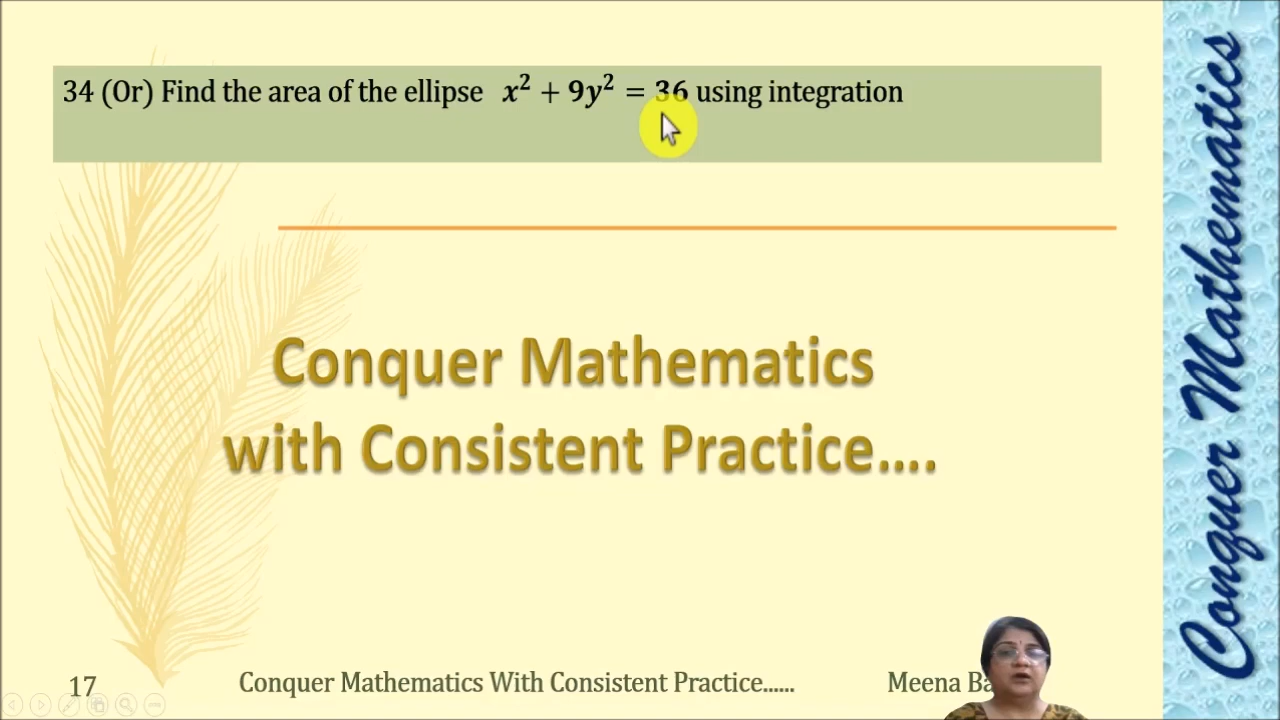 34 (Or) Find the area of the ellipse x² + 9y² = 36 using integration
Conquer Mathematics
with Consistent Practice....
17
Conquer Mathematics With Consistent Practice......
Meena
Conquer Mathematics